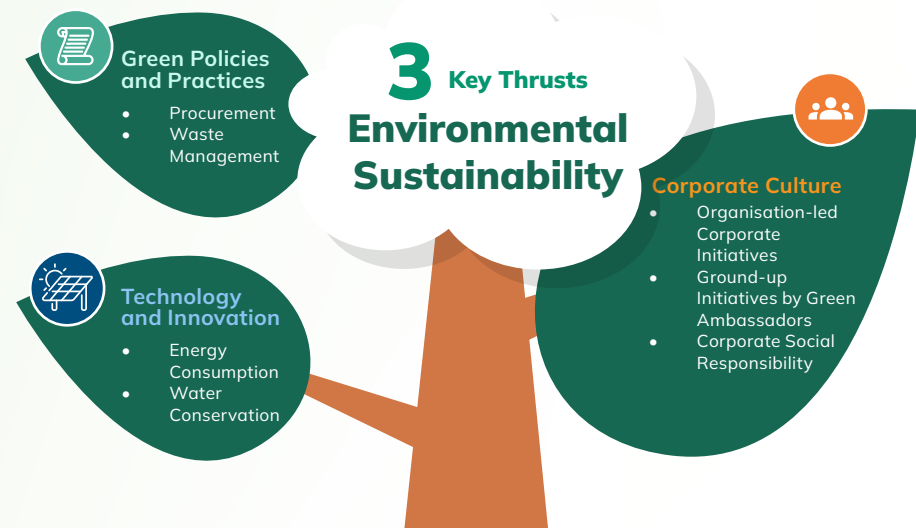 3 Key Thrusts
Environmental
Sustainability
Green Policies
and Practices
• Procurement
• Waste
Management
Technology
and Innovation
• Energy
Consumption
• Water
Conservation
Corporate Culture
• Organisation-led
Corporate
Initiatives
• Ground-up
Initiatives by Green
Ambassadors
• Corporate Social
Responsibility